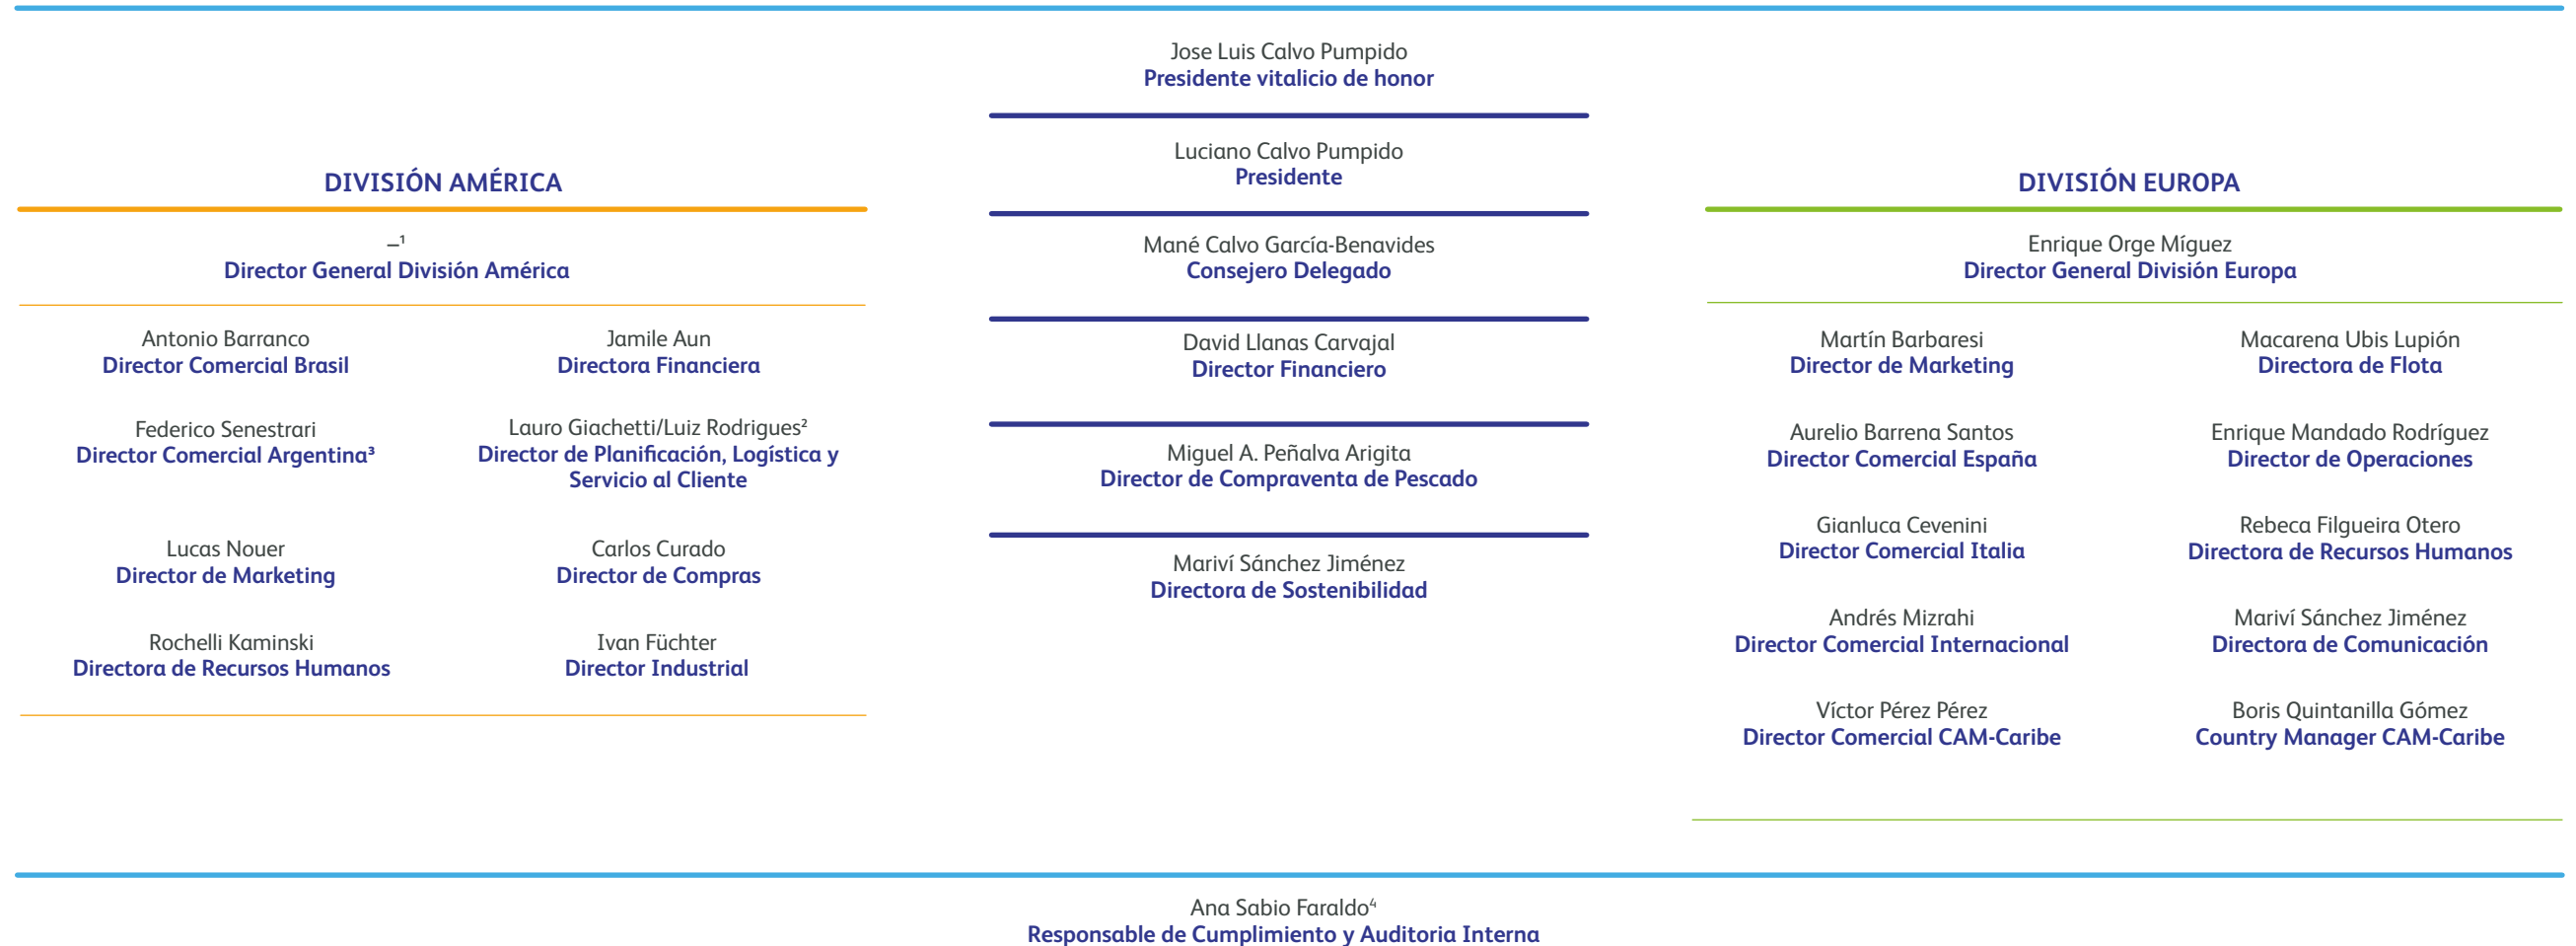 Jose Luis Calvo Pumpido
Presidente vitalicio de honor
Luciano Calvo Pumpido
Presidente
Mané Calvo García-Benavides
Consejero Delegado
David Llanas Carvajal
Director Financiero
Miguel A. Peñalva Arigita
Director de Compraventa de Pescado
Mariví Sánchez Jiménez
Directora de Sostenibilidad
DIVISIÓN AMÉRICA
–¹
Director General División América
Antonio Barranco
Director Comercial Brasil
Jamile Aun
Directora Financiera
Federico Senestrari
Director Comercial Argentina³
Lauro Giachetti/Luiz Rodrigues²
Director de Planificación, Logística y
Servicio al Cliente
Lucas Nouer
Director de Marketing
Carlos Curado
Director de Compras
Rochelli Kaminski
Directora de Recursos Humanos
Ivan Füchter
Director Industrial
DIVISIÓN EUROPA
Enrique Orge Míguez
Director General División Europa
Martín Barbaresi
Director de Marketing
Macarena Ubis Lupión
Directora de Flota
Aurelio Barrena Santos
Director Comercial España
Enrique Mandado Rodríguez
Director de Operaciones
Gianluca Cevenini
Director Comercial Italia
Rebeca Filgueira Otero
Directora de Recursos Humanos
Andrés Mizrahi
Director Comercial Internacional
Mariví Sánchez Jiménez
Directora de Comunicación
Víctor Pérez Pérez
Director Comercial CAM-Caribe
Boris Quintanilla Gómez
Country Manager CAM-Caribe
Ana Sabio Faraldo⁴
Responsable de Cumplimiento y Auditoria Interna